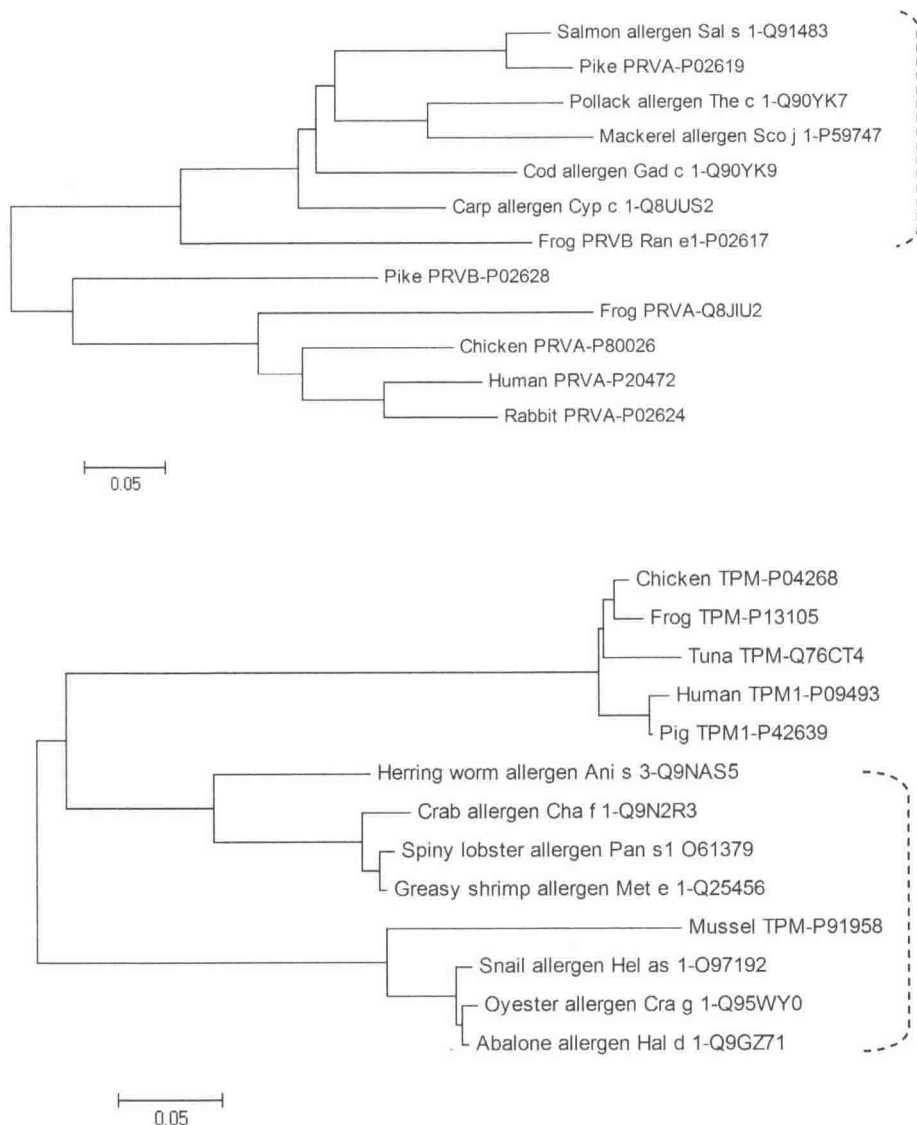 Salmon allergen Sal s 1-Q91483
Pike PRVA-P02619
Pollack allergen The c 1-Q90YK7
Mackerel allergen Sco j 1-P59747
Cod allergen Gad c 1-Q90YK9
Carp allergen Cyp c 1-Q8UUS2
Frog PRVB Ran e1-P02617
Pike PRVB-P02628
Frog PRVA-Q8JIU2
Chicken PRVA-P80026
Human PRVA-P20472
Rabbit PRVA-P02624
0.05
Chicken TPM-P04268
Frog TPM-P13105
Tuna TPM-Q76CT4
Human TPM1-P09493
Pig TPM1-P42639
Herring worm allergen Ani s 3-Q9NAS5
Crab allergen Cha f 1-Q9N2R3
Spiny lobster allergen Pan s1 O61379
Greasy shrimp allergen Met e 1-Q25456
Mussel TPM-P91958
Snail allergen Hel as 1-O97192
Oyester allergen Cra g 1-Q95WY0
Abalone allergen Hal d 1-Q9GZ71
0.05